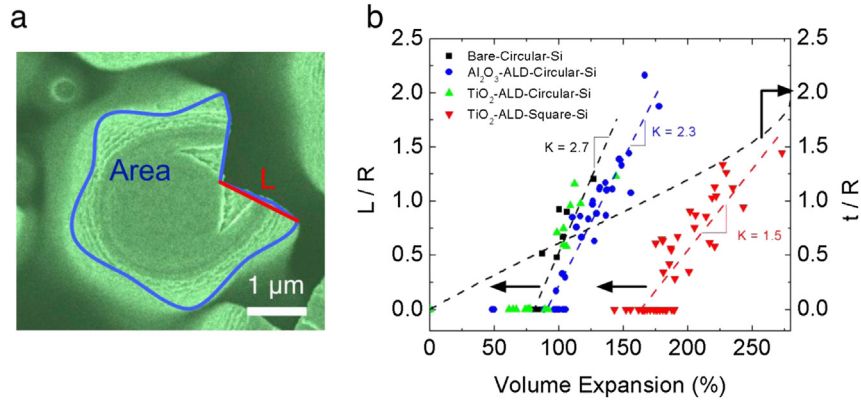 a
Area
L
1 μm
b
Bare-Circular-Si
Al₂O₃-ALD-Circular-Si
TiO₂-ALD-Circular-Si
TiO₂-ALD-Square-Si
K = 2.7
K = 2.3
K = 1.5
2.5
2.0
1.5
1.0
0.5
0.0
L / R
2.5
2.0
1.5
1.0
0.5
0.0
t / R
0
50
100
150
200
250
Volume Expansion (%)